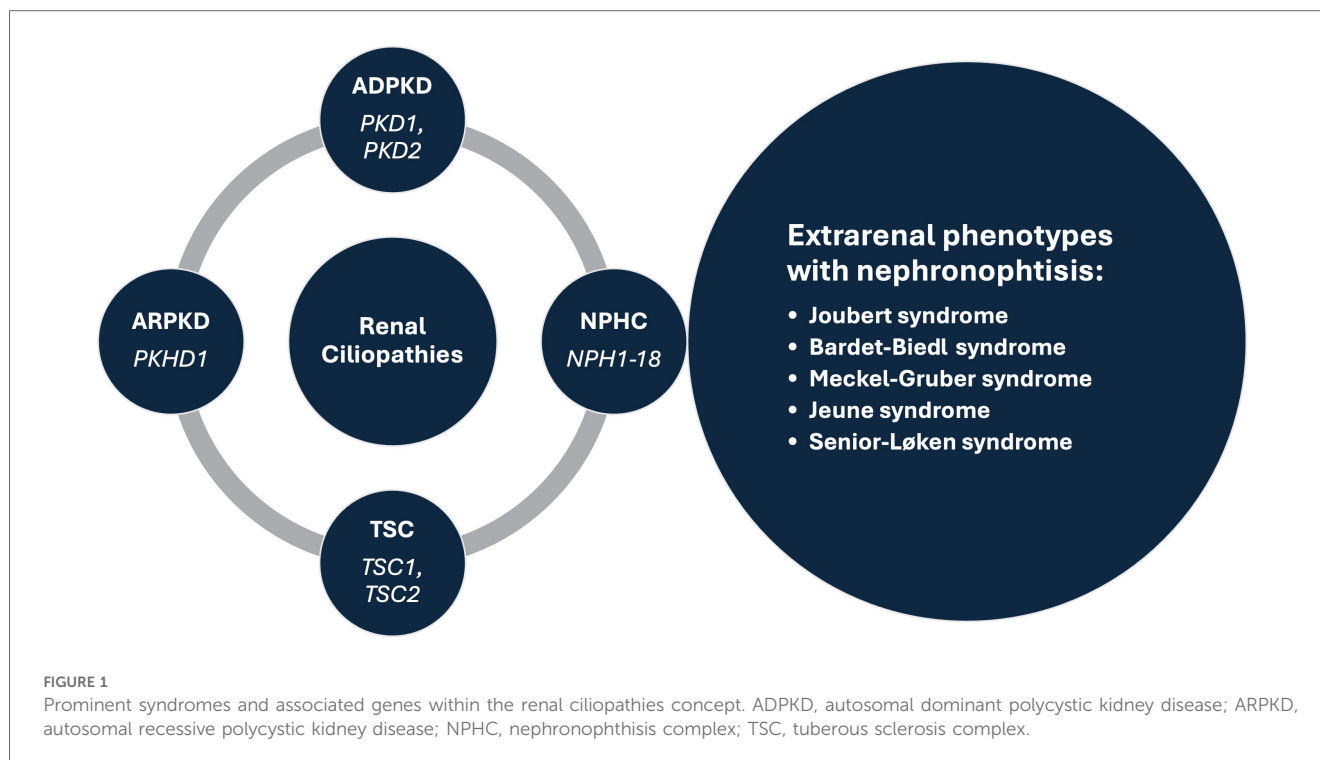 ADPKD
PKD1,
PKD2
ARPKD
PKHD1
Renal
Ciliopathies
NPHC
NPH1-18
TSC
TSC1,
TSC2
Extrarenal phenotypes
with nephronophtisis:
• Joubert syndrome
• Bardet-Biedl syndrome
• Meckel-Gruber syndrome
• Jeune syndrome
• Senior-Løken syndrome
FIGURE 1
Prominent syndromes and associated genes within the renal ciliopathies concept. ADPKD, autosomal dominant polycystic kidney disease; ARPKD,
autosomal recessive polycystic kidney disease; NPHC, nephronophthisis complex; TSC, tuberous sclerosis complex.